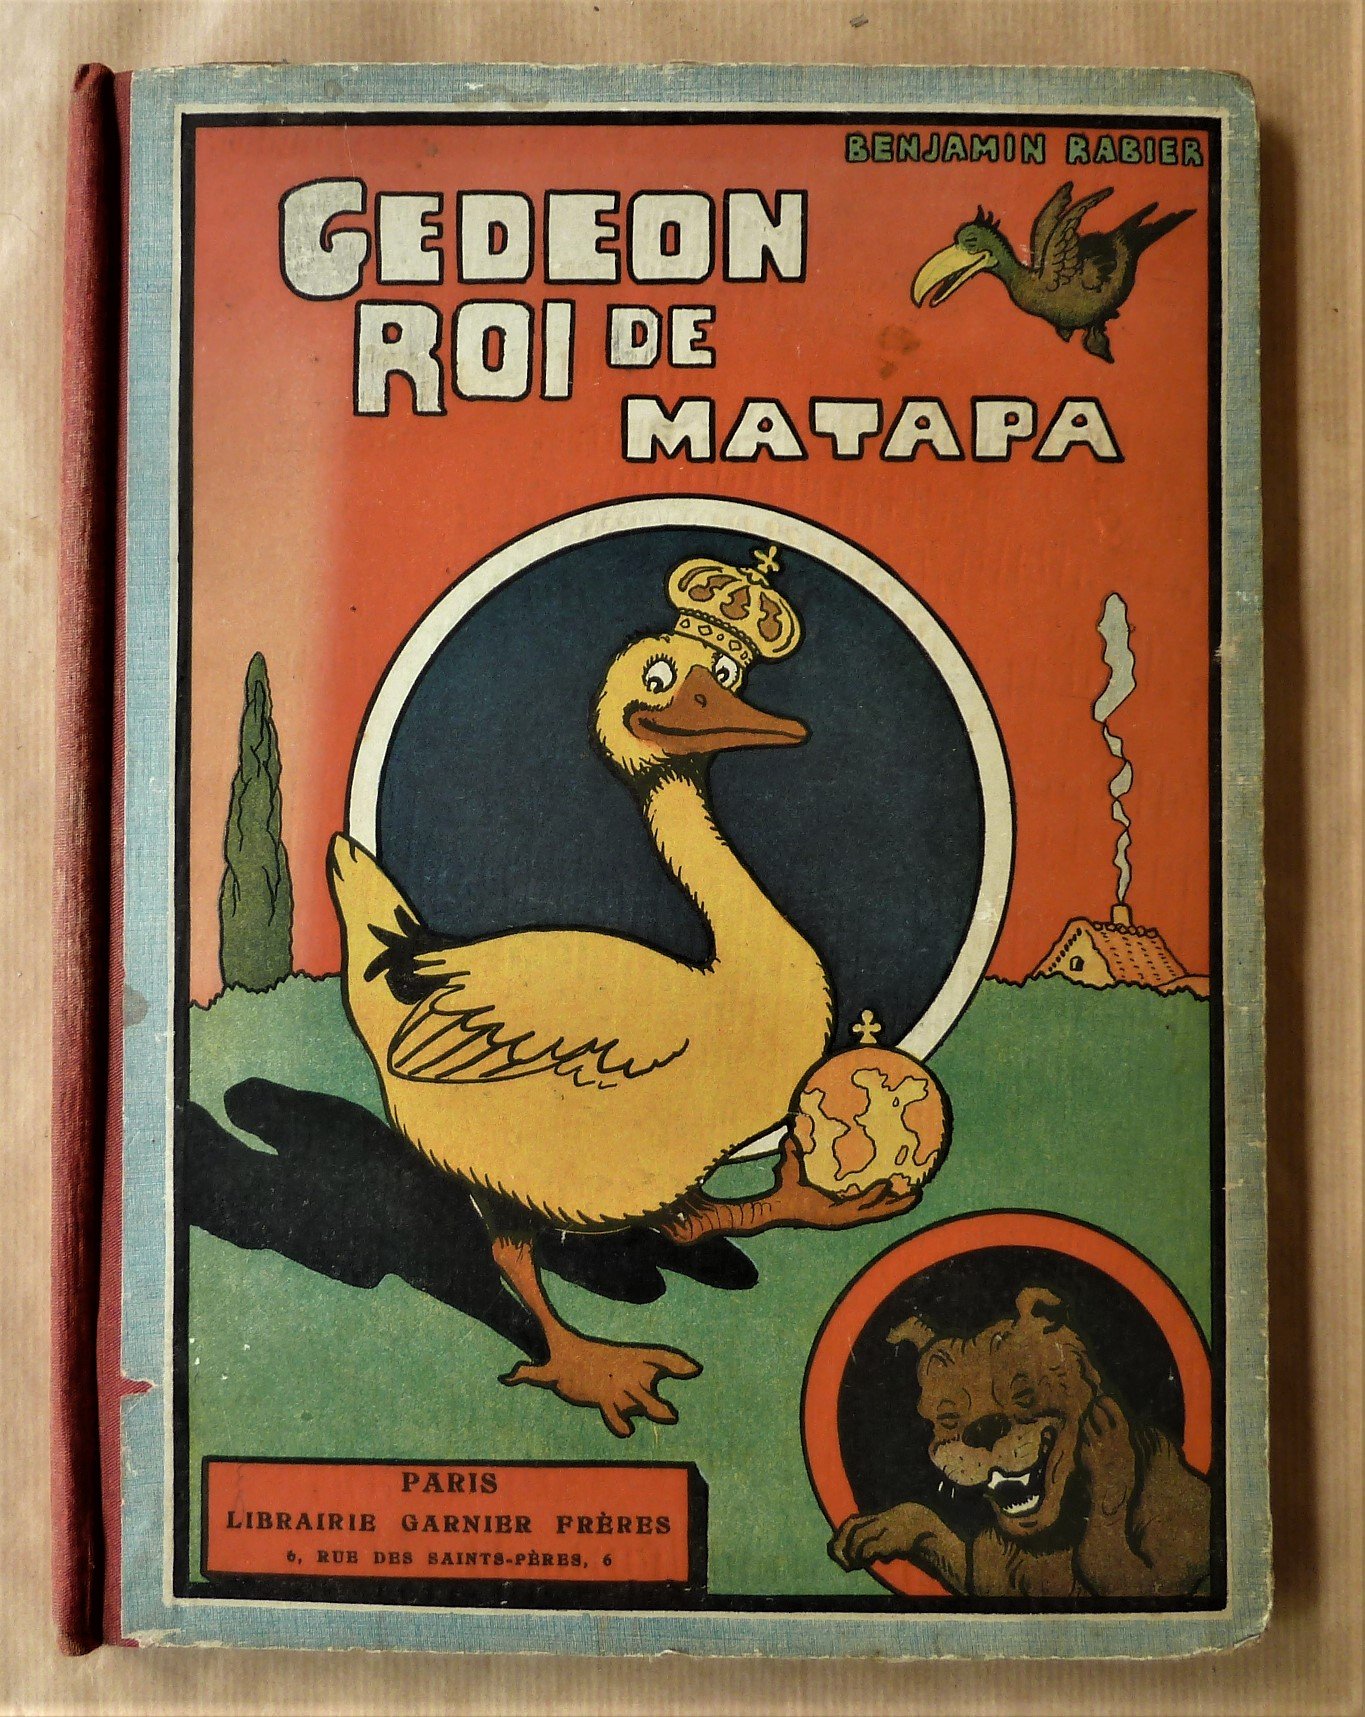 BENJAMIN RABIER
GEDEON
ROI DE
MATAPA
PARIS
LIBRAIRIE GARNIER FRÈRES
6, RUE DES SAINTS-PÈRES, 6